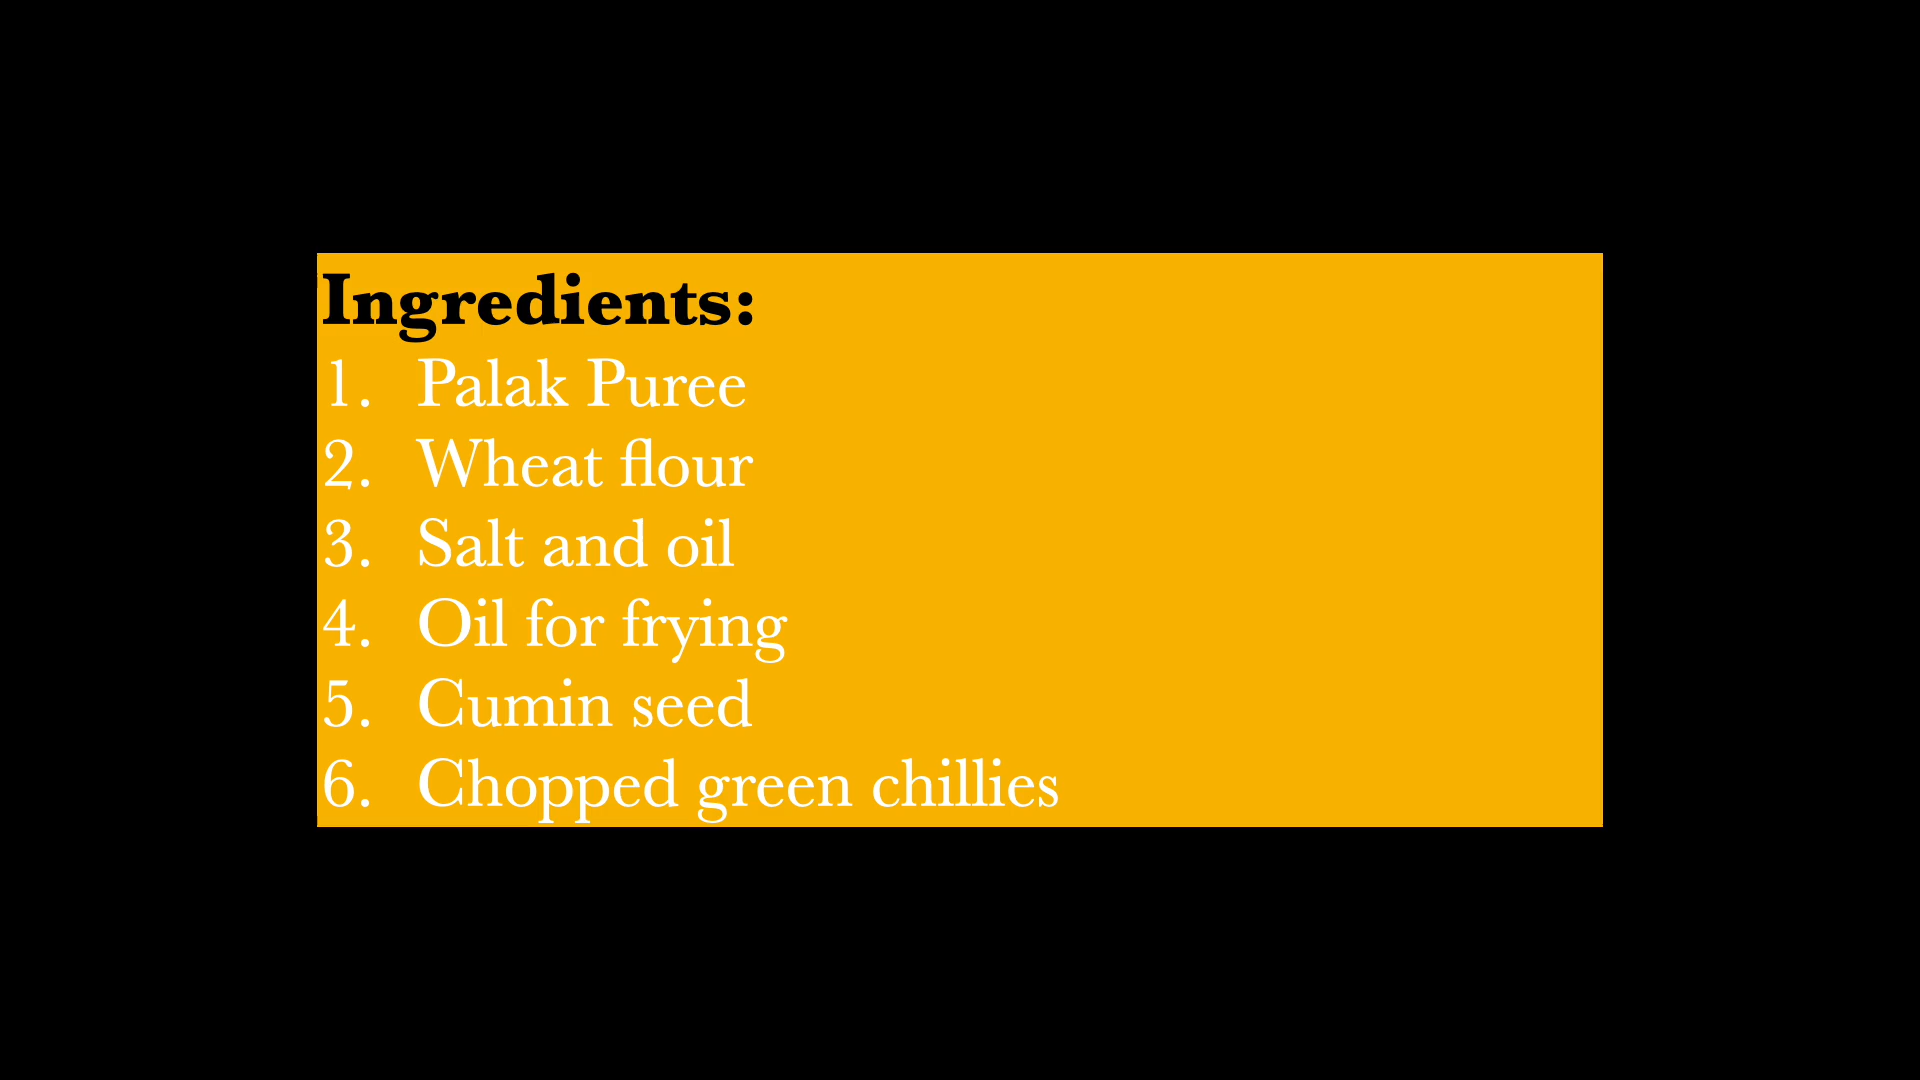 Ingredients:
1. Palak Puree
2. Wheat flour
3. Salt and oil
4. Oil for frying
5. Cumin seed
6. Chopped green chillies